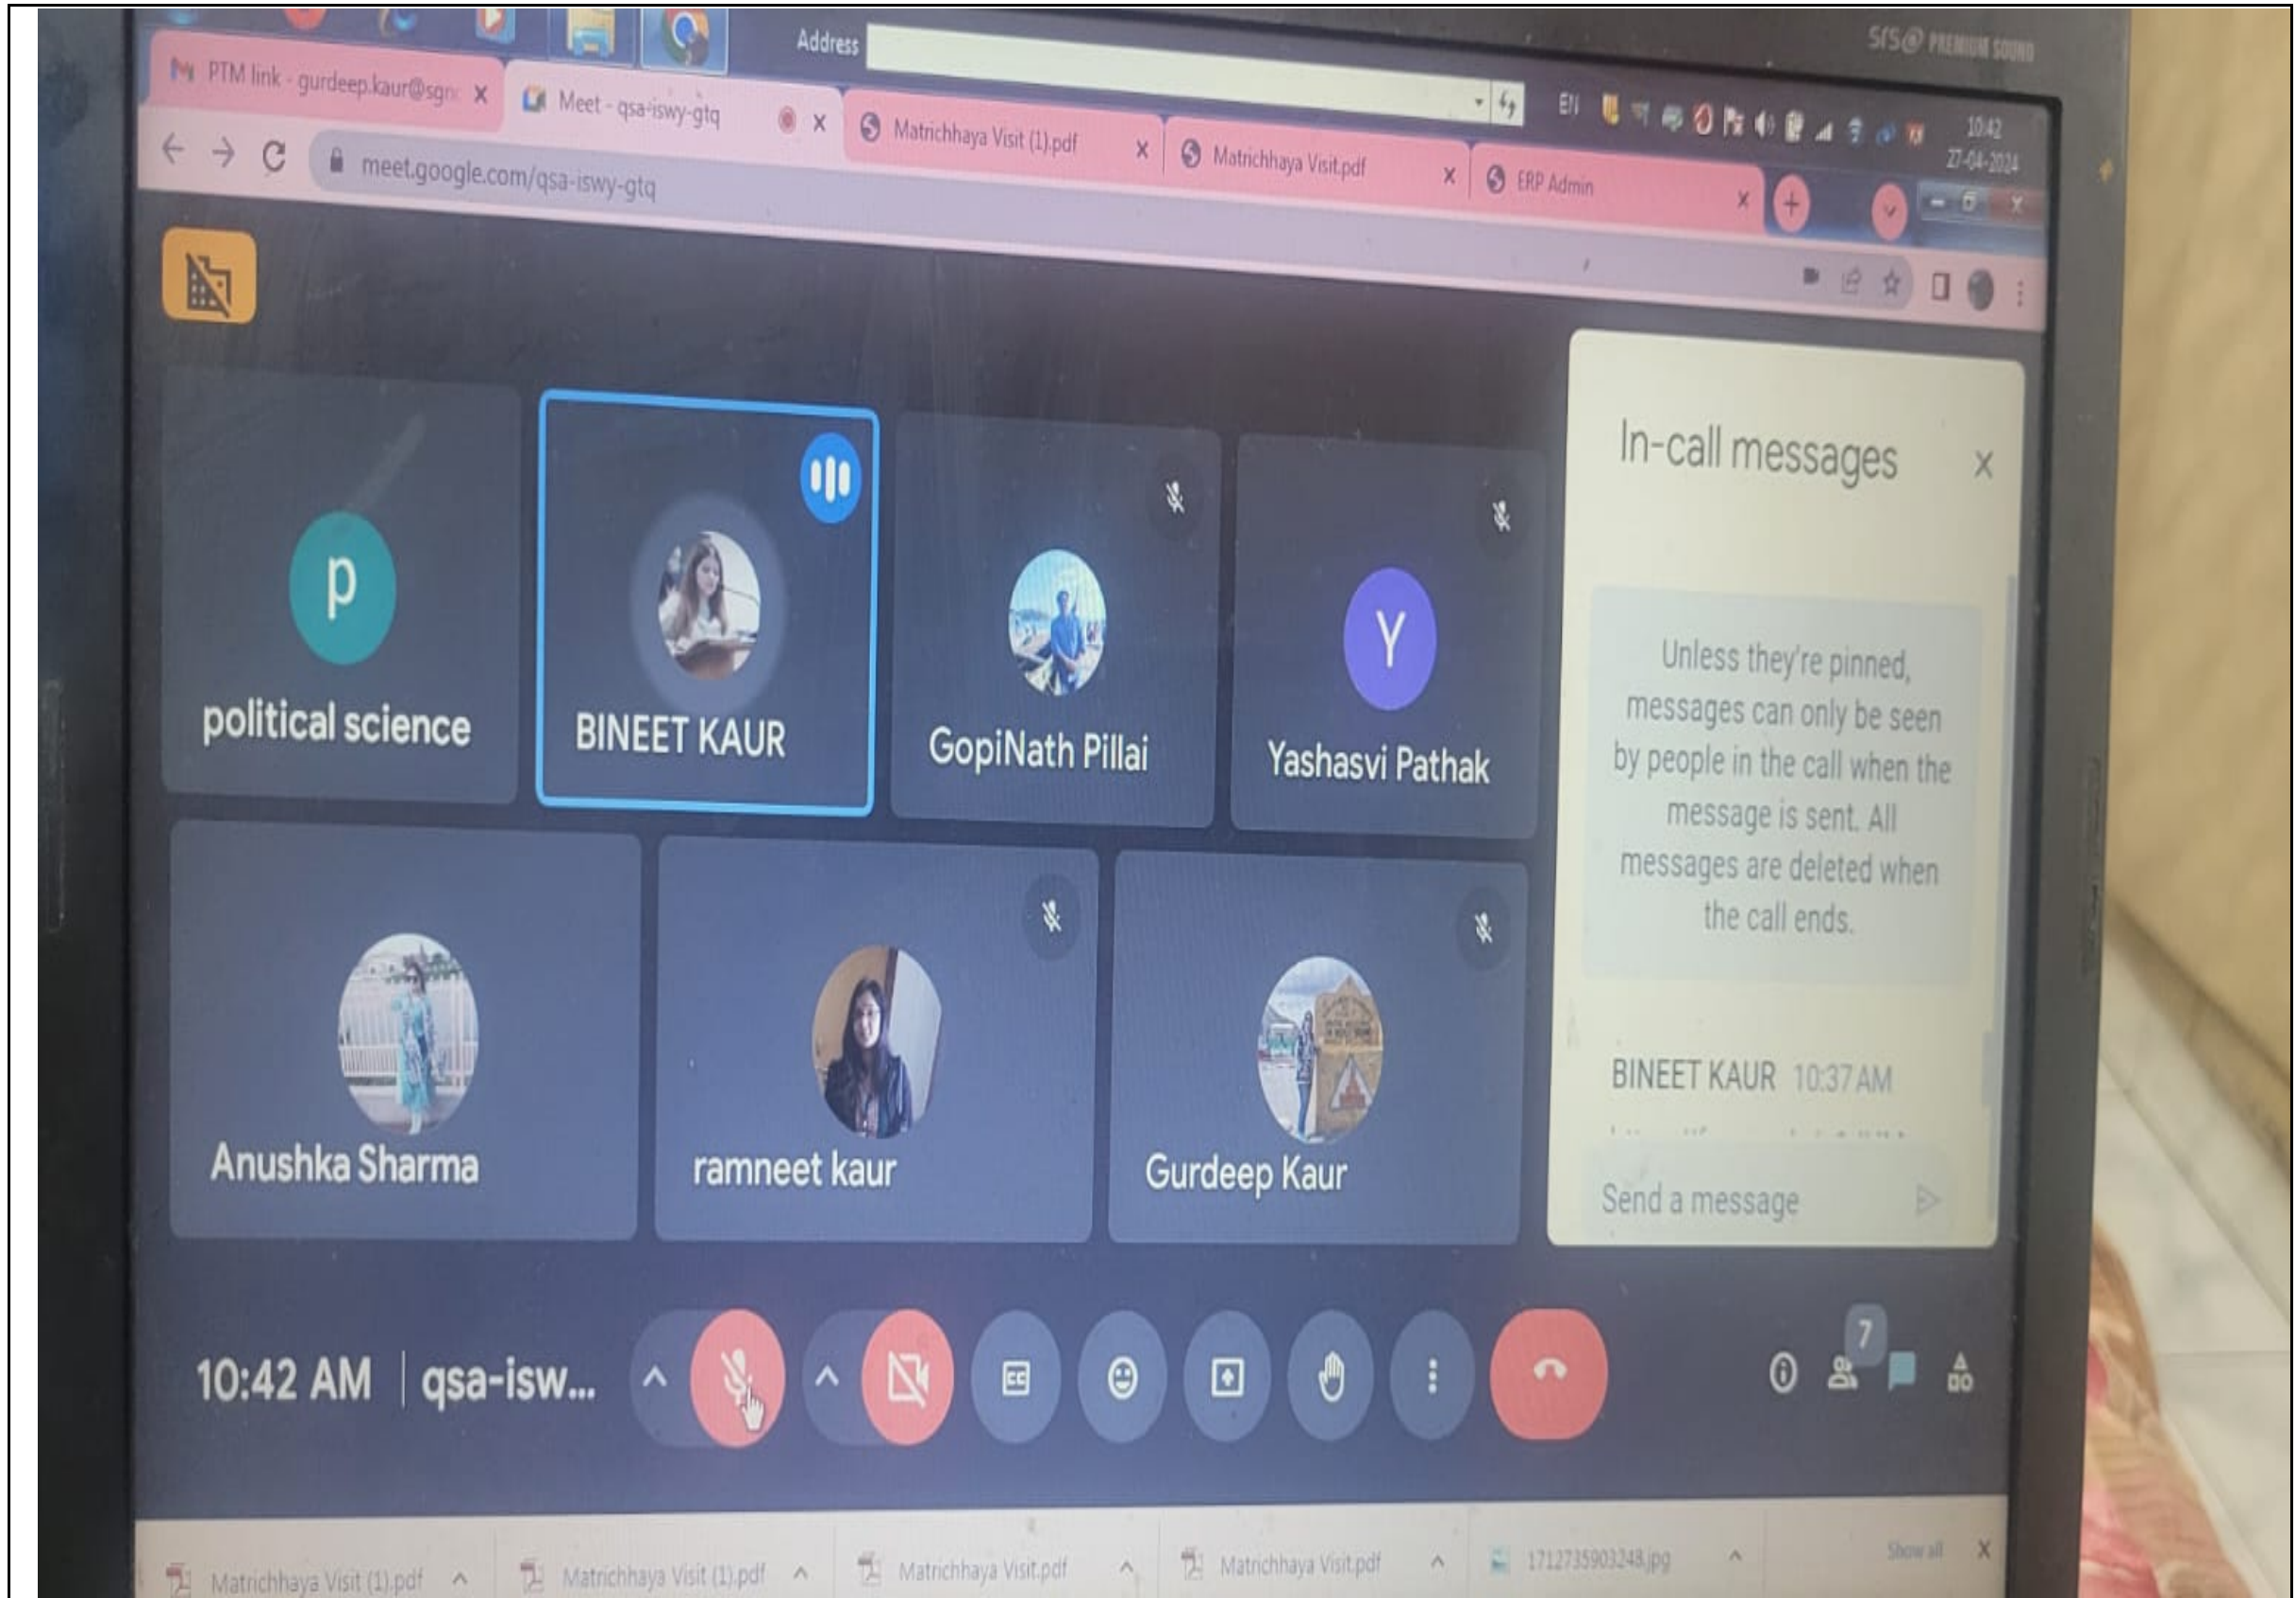 SRS PREMIUM SOUND
Address
EN
10:42
27-04-2024
PTM link - gurdeep.kaur@sgn
Meet - qsa-iswy-gtq
Matrichhaya Visit (1).pdf
Matrichhaya Visit.pdf
ERP Admin
meet.google.com/qsa-iswy-gtq
p
political science
BINEET KAUR
GopiNath Pillai
Y
Yashasvi Pathak
Anushka Sharma
ramneet kaur
Gurdeep Kaur
In-call messages
Unless they're pinned,
messages can only be seen
by people in the call when the
message is sent. All
messages are deleted when
the call ends.
BINEET KAUR 10:37 AM
Send a message
10:42 AM | qsa-isw...
CC
7
Matrichhaya Visit (1).pdf
Matrichhaya Visit (1).pdf
Matrichhaya Visit.pdf
Matrichhaya Visit.pdf
1712735903248.jpg
Show all